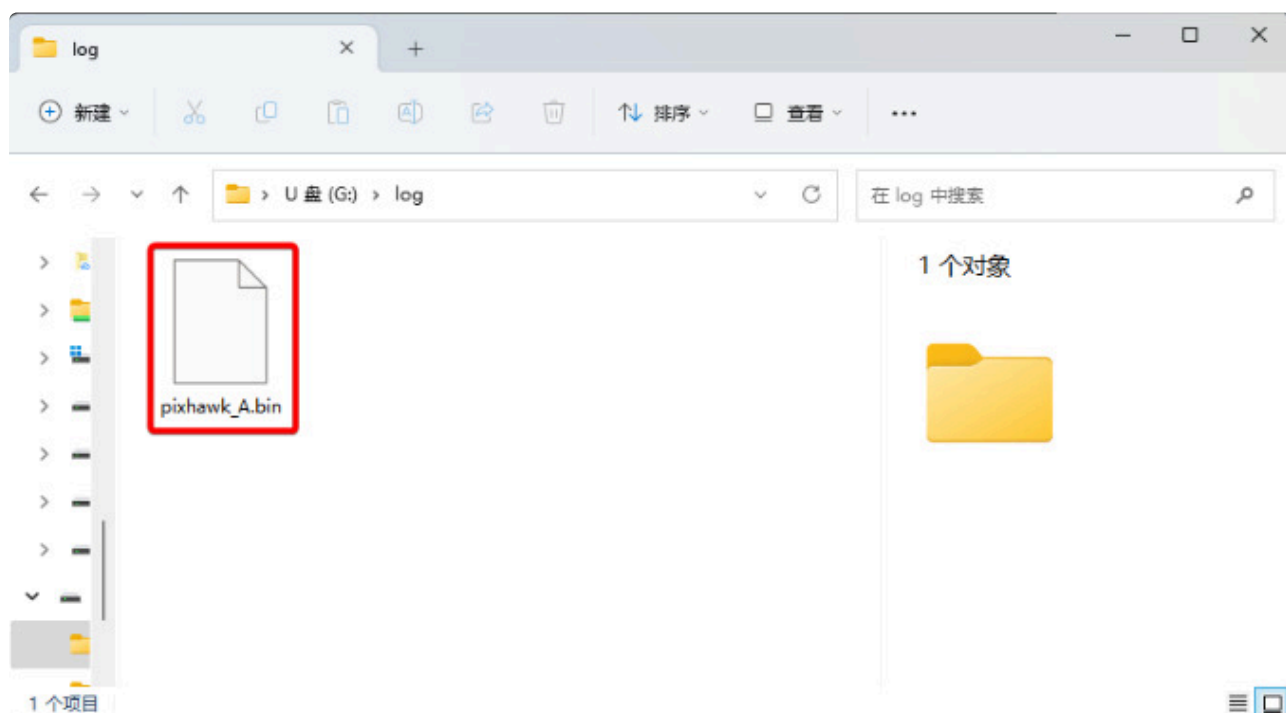 log
新建
排序
查看
U 盘 (G:) > log
在 log 中搜索
1 个对象
pixhawk_A.bin
1 个项目